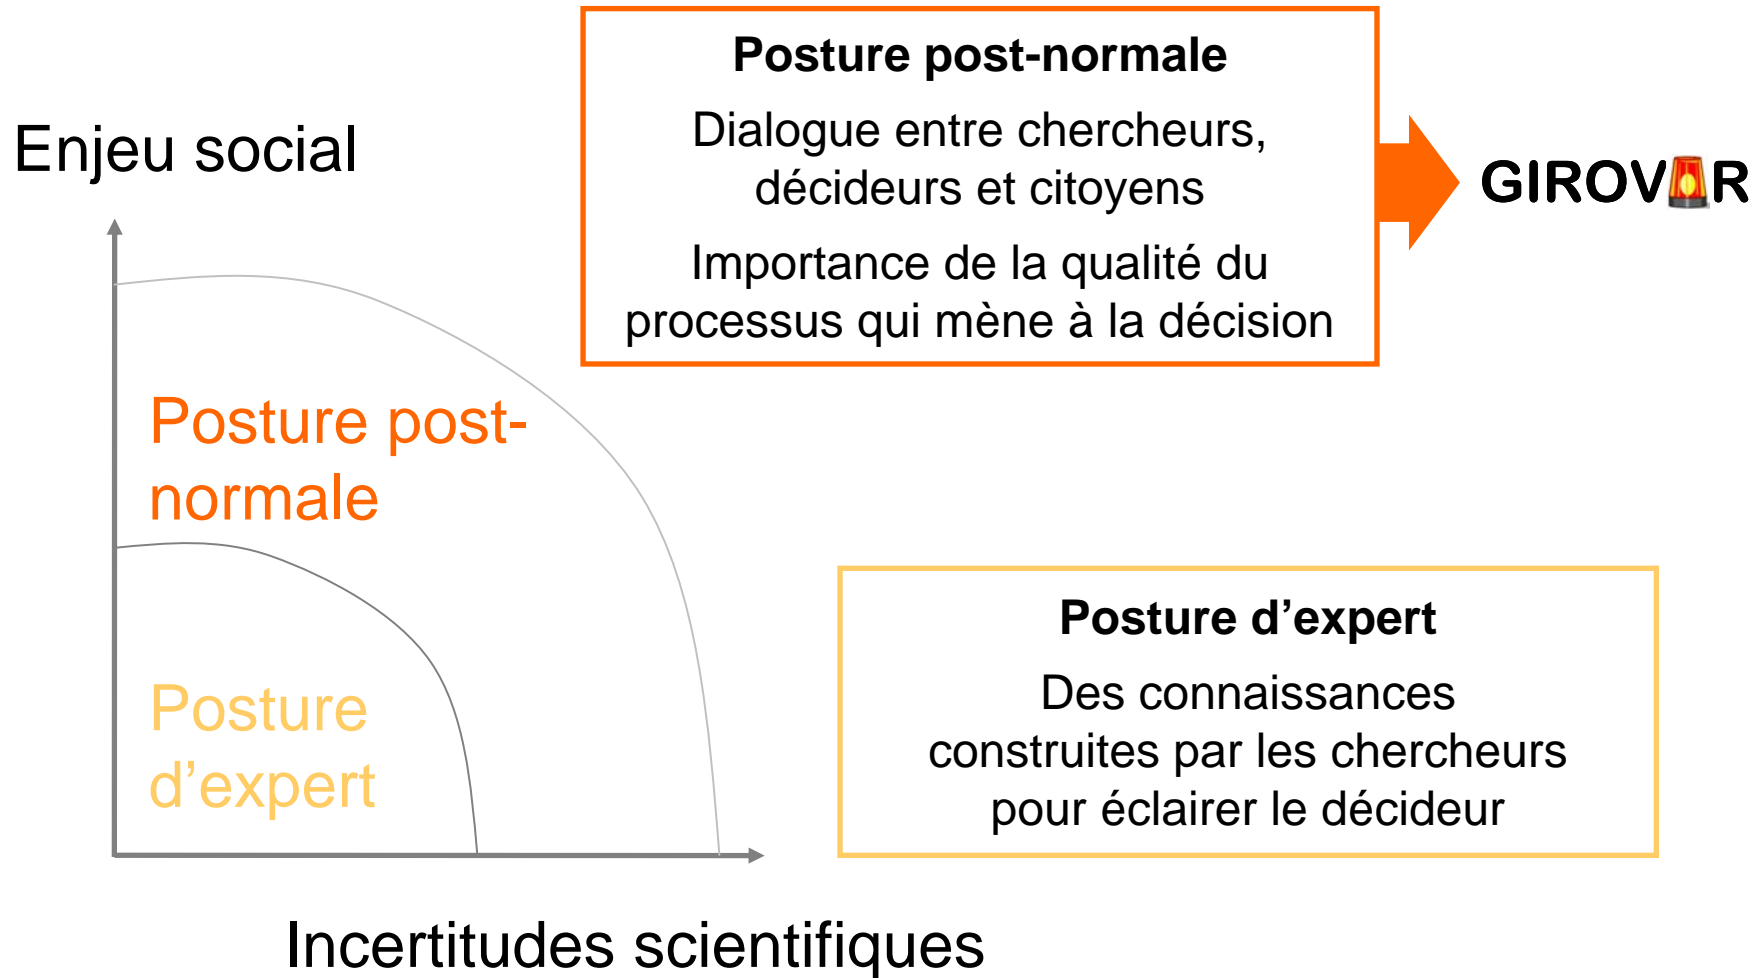 Posture post-normale
Dialogue entre chercheurs,
décideurs et citoyens
Importance de la qualité du
processus qui mène à la décision
GIROVAR
Enjeu social
Posture post-
normale
Posture
d’expert
Posture d’expert
Des connaissances
construites par les chercheurs
pour éclairer le décideur
Incertitudes scientifiques